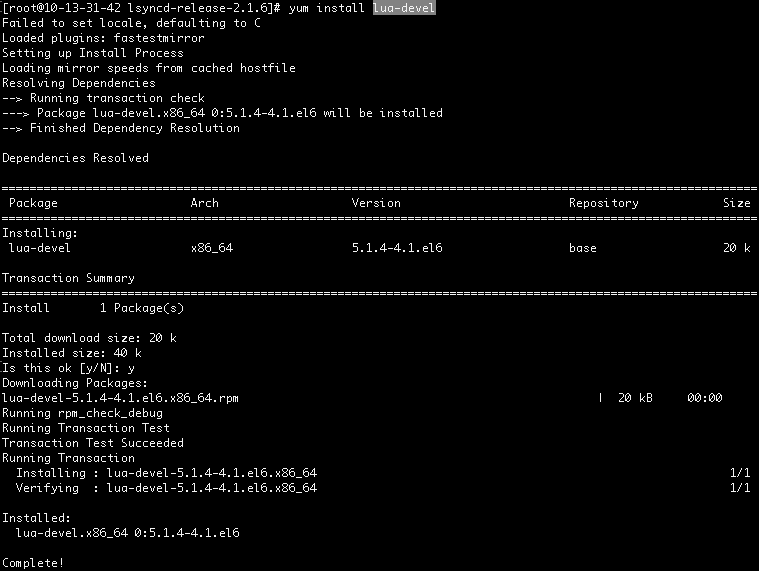 [root@10-13-31-42 lsyncd-release-2.1.6]# yum install lua-devel
Failed to set locale, defaulting to C
Loaded plugins: fastestmirror
Setting up Install Process
Loading mirror speeds from cached hostfile
Resolving Dependencies
--> Running transaction check
---> Package lua-devel.x86_64 0:5.1.4-4.1.el6 will be installed
--> Finished Dependency Resolution
Dependencies Resolved
================================================================================
Package Arch Version Repository Size
================================================================================
Installing:
lua-devel x86_64 5.1.4-4.1.el6 base 20 k
Transaction Summary
================================================================================
Install 1 Package(s)
Total download size: 20 k
Installed size: 40 k
Is this ok [y/N]: y
Downloading Packages:
lua-devel-5.1.4-4.1.el6.x86_64.rpm | 20 kB 00:00
Running rpm_check_debug
Running Transaction Test
Transaction Test Succeeded
Running Transaction
Installing : lua-devel-5.1.4-4.1.el6.x86_64 1/1
Verifying : lua-devel-5.1.4-4.1.el6.x86_64 1/1
Installed:
lua-devel.x86_64 0:5.1.4-4.1.el6
Complete!